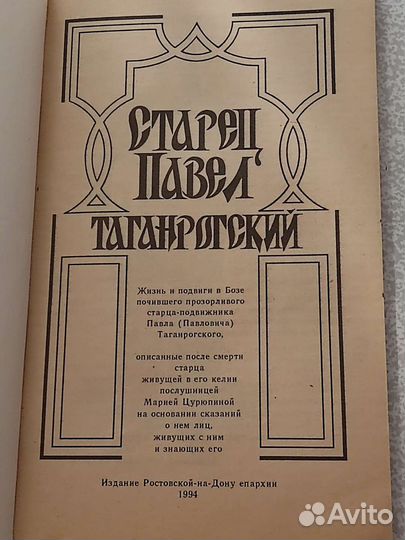 Старец
Павел
Таганрогский
Жизнь и подвиги в Бозе
почившего прозорливого
старца-подвижника
Павла (Павловича)
Таганрогского,
описанные после смерти
старца
живущей в его келии
послушницей
Марией Цурюпиной
на основании сказаний
о нем лиц,
живших с ним
и знающих его
Издание Ростовской-на-Дону епархии
1994
Avito